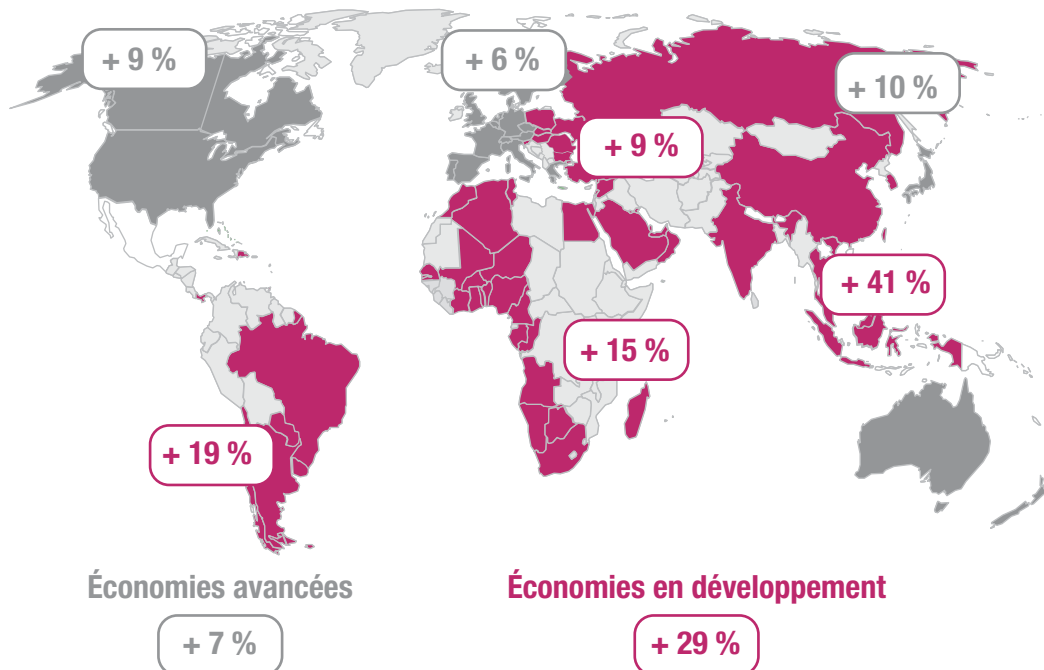 + 9 %
+ 6 %
+ 10 %
+ 9 %
+ 41 %
+ 15 %
+ 19 %
Économies avancées
+ 7 %
Économies en développement
+ 29 %